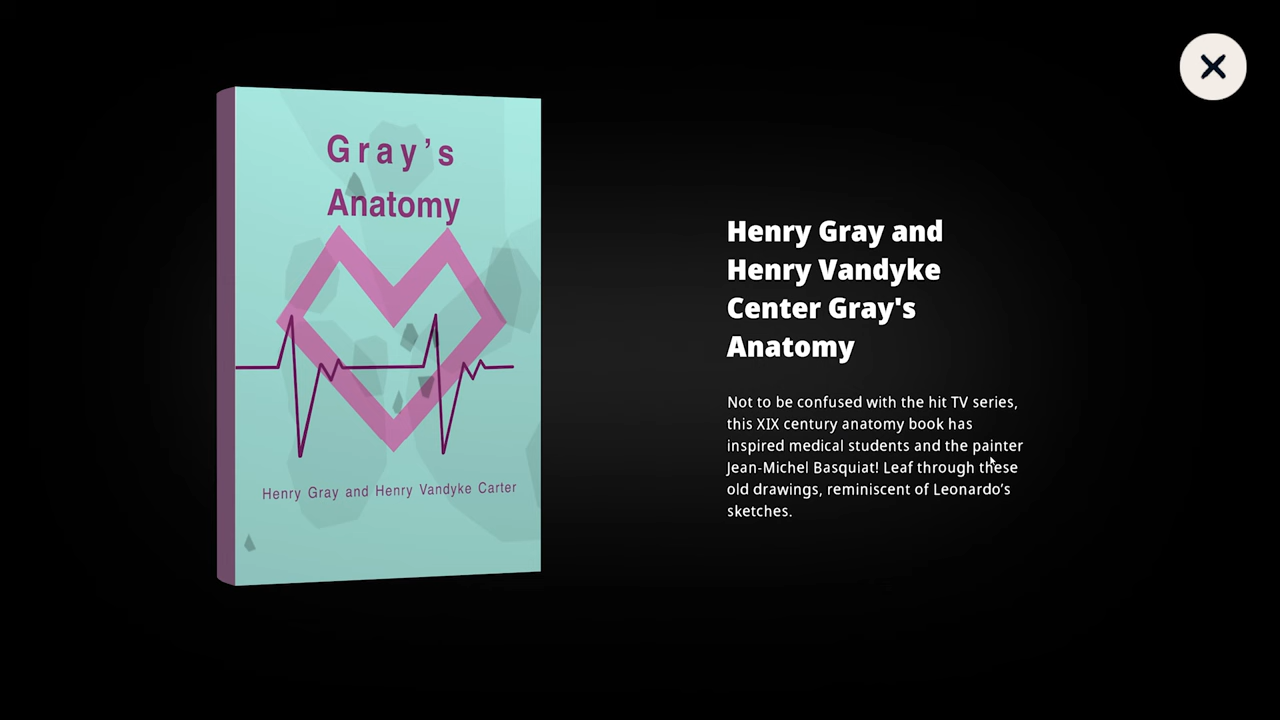 Gray’s
Anatomy
Henry Gray and Henry Vandyke Carter
Henry Gray and
Henry Vandyke
Center Gray's
Anatomy
Not to be confused with the hit TV series,
this XIX century anatomy book has
inspired medical students and the painter
Jean-Michel Basquiat! Leaf through these
old drawings, reminiscent of Leonardo’s
sketches.